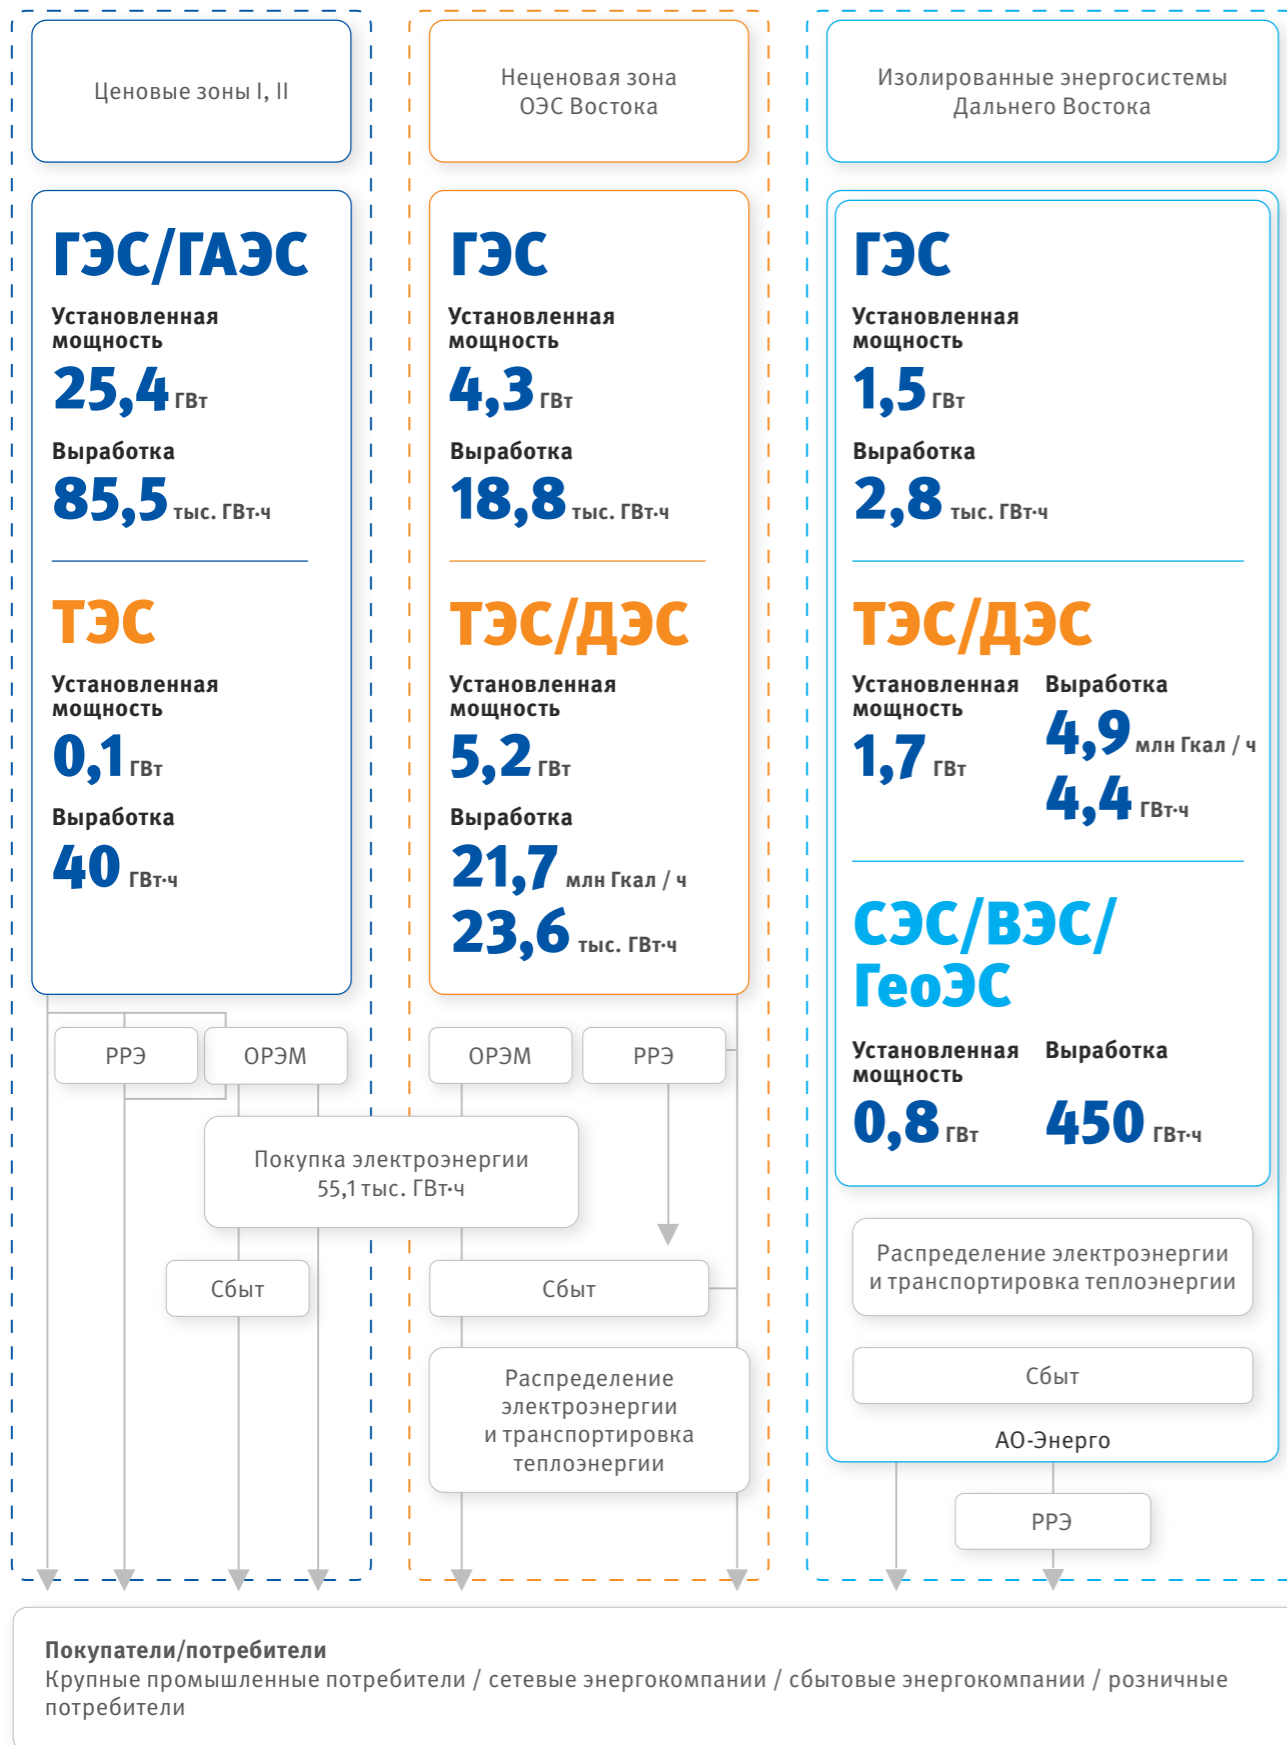 Ценовые зоны I, II
ГЭС/ГАЭС
Установленная
мощность
25,4 ГВт
Выработка
85,5 тыс. ГВт·ч
ТЭС
Установленная
мощность
0,1 ГВт
Выработка
40 ГВт·ч
РРЭ
ОРЭМ
Неценовая зона
ОЭС Востока
ГЭС
Установленная
мощность
4,3 ГВт
Выработка
18,8 тыс. ГВт·ч
ТЭС/ДЭС
Установленная
мощность
5,2 ГВт
Выработка
21,7 млн Гкал / ч
23,6 тыс. ГВт·ч
ОРЭМ
РРЭ
Покупка электроэнергии
55,1 тыс. ГВт·ч
Сбыт
Сбыт
Распределение
электроэнергии
и транспортировка
теплоэнергии
Изолированные энергосистемы
Дальнего Востока
ГЭС
Установленная
мощность
1,5 ГВт
Выработка
2,8 тыс. ГВт·ч
ТЭС/ДЭС
Установленная
мощность
1,7 ГВт
Выработка
4,9 млн Гкал / ч
4,4 ГВт·ч
СЭС/ВЭС/
ГеоЭС
Установленная
мощность
0,8 ГВт
Выработка
450 ГВт·ч
Распределение электроэнергии
и транспортировка теплоэнергии
Сбыт
АО-Энерго
РРЭ
Покупатели/потребители
Крупные промышленные потребители / сетевые энергокомпании / сбытовые энергокомпании / розничные
потребители